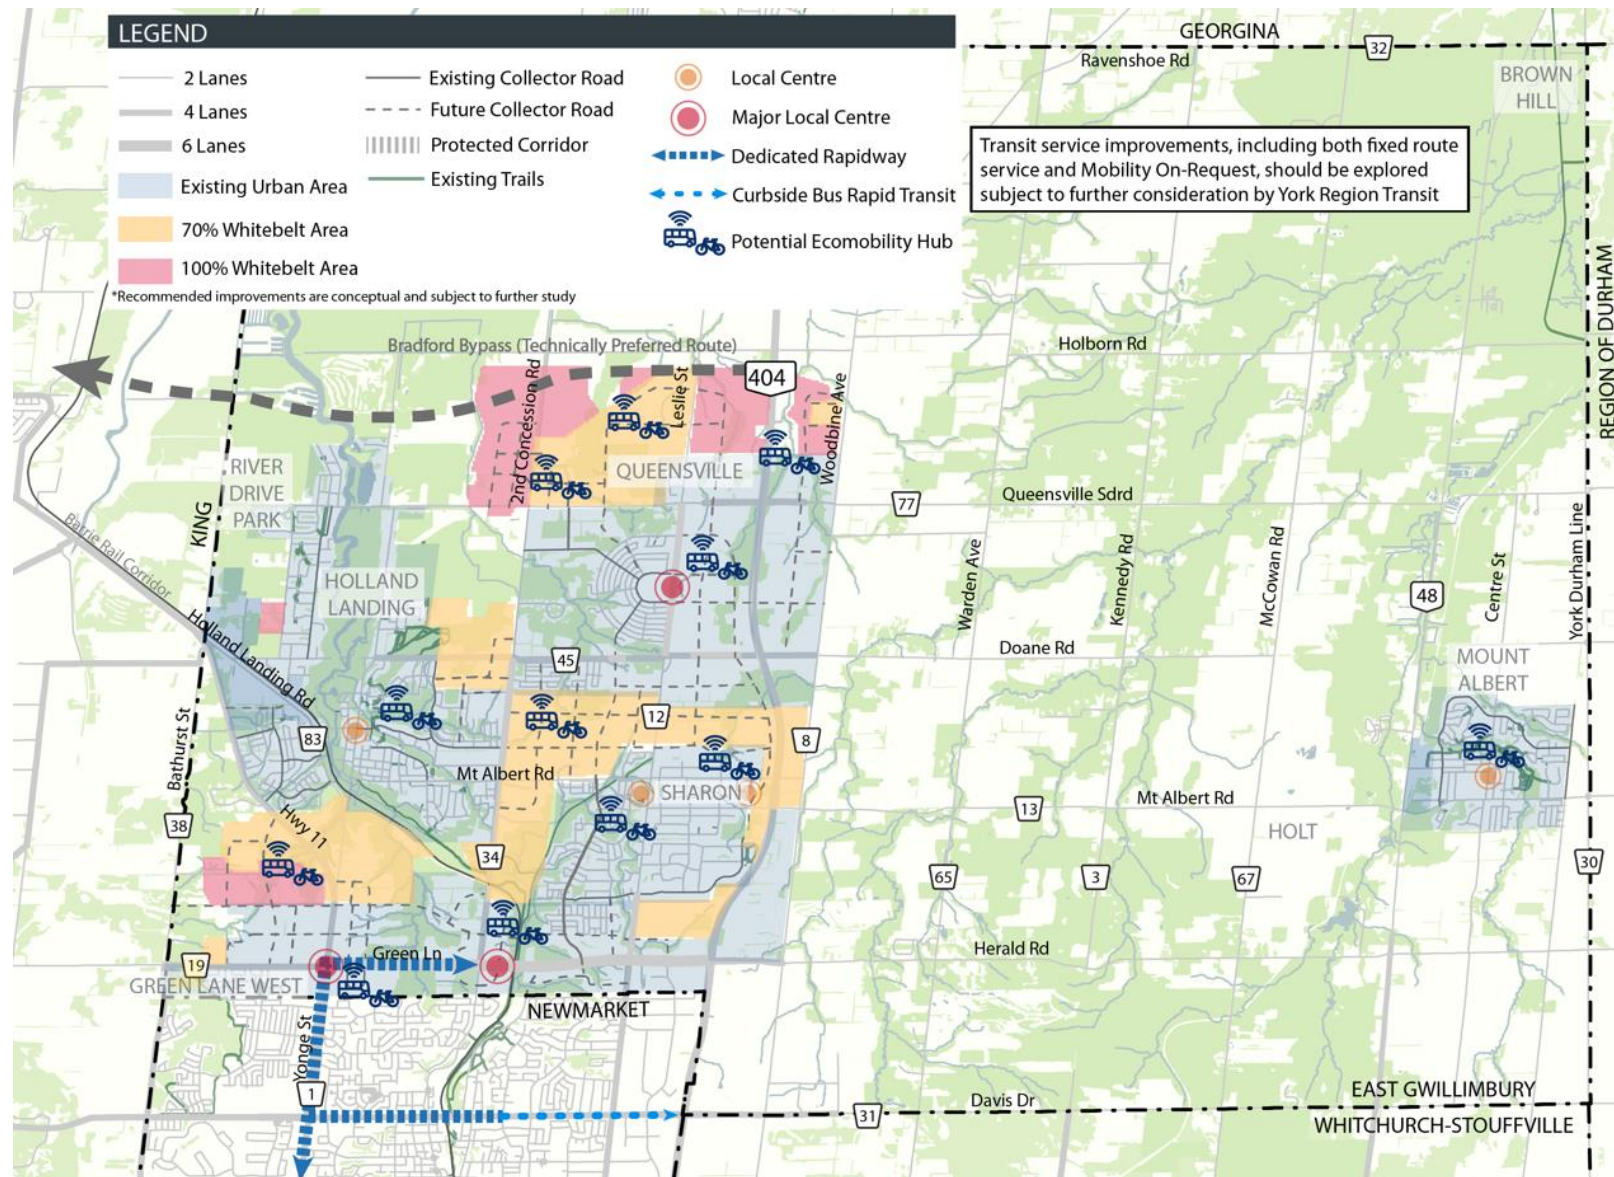 LEGEND
2 Lanes
4 Lanes
6 Lanes
Existing Urban Area
70% Whitebelt Area
100% Whitebelt Area
Existing Collector Road
Future Collector Road
Protected Corridor
Existing Trails
Local Centre
Major Local Centre
Dedicated Rapidway
Curbside Bus Rapid Transit
Potential Ecomobility Hub
*Recommended improvements are conceptual and subject to further study
GEORGINA
32
Ravenshoe Rd
BROWN
HILL
Transit service improvements, including both fixed route
service and Mobility On-Request, should be explored
subject to further consideration by York Region Transit
REGION OF DURHAM
Bradford Bypass (Technically Preferred Route)
Holborn Rd
404
2nd Concession Rd
Leslie St
Woodbine Ave
RIVER
DRIVE
PARK
QUEENSVILLE
77
Queensville Sdrd
KING
Barrie Rail Corridor
HOLLAND
LANDING
Holland Landing Rd
Warden Ave
Kennedy Rd
McCowan Rd
48
Centre St
York Durham Line
45
Doane Rd
MOUNT
ALBERT
Bathurst St
83
12
8
Mt Albert Rd
SHARON
13
Mt Albert Rd
HOLT
38
Hwy 11
34
65
3
67
30
19
Green Ln
Herald Rd
GREEN LANE WEST
NEWMARKET
Yonge St
1
31
Davis Dr
EAST GWILLIMBURY
WHITCHURCH-STOUFFVILLE